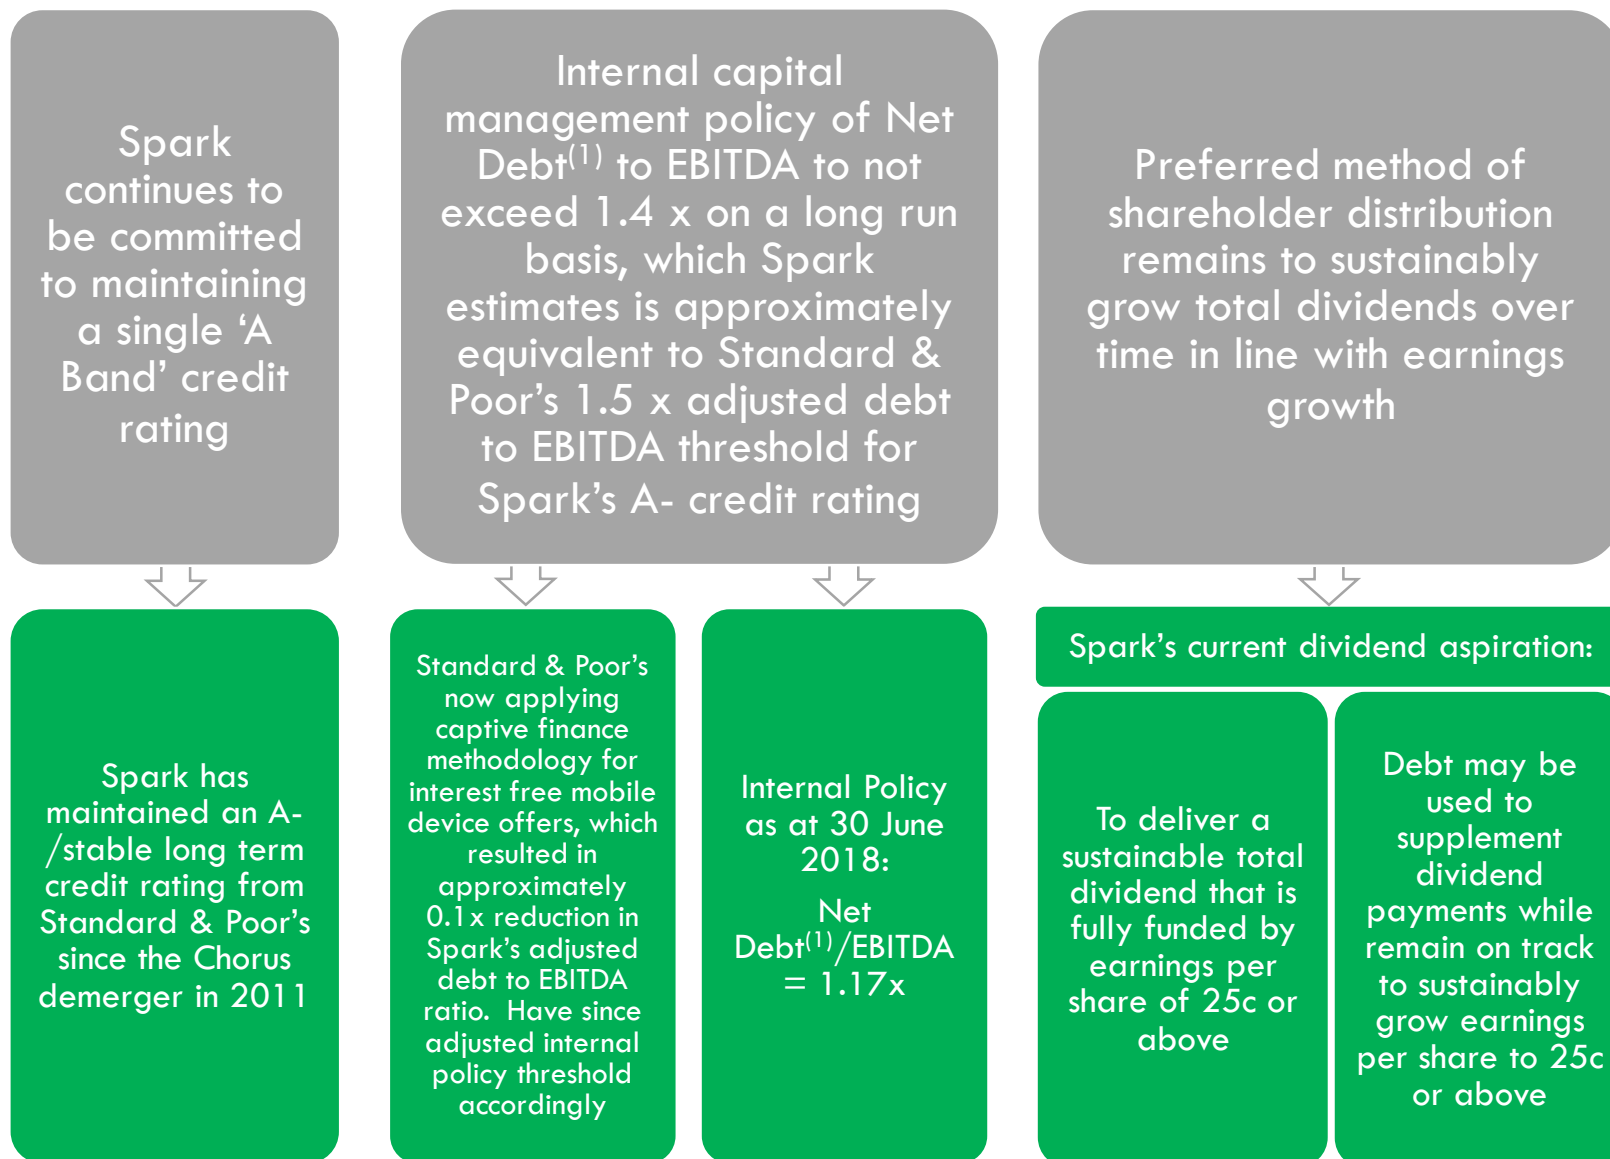 Spark
continues to
be committed
to maintaining
a single ‘A
Band’ credit
rating
Internal capital
management policy of Net
Debt(1) to EBITDA to not
exceed 1.4 x on a long run
basis, which Spark
estimates is approximately
equivalent to Standard &
Poor’s 1.5 x adjusted debt
to EBITDA threshold for
Spark’s A- credit rating
Preferred method of
shareholder distribution
remains to sustainably
grow total dividends over
time in line with earnings
growth
Spark has
maintained an A-
/stable long term
credit rating from
Standard & Poor’s
since the Chorus
demerger in 2011
Standard & Poor’s
now applying
captive finance
methodology for
interest free mobile
device offers, which
resulted in
approximately
0.1x reduction in
Spark’s adjusted
debt to EBITDA
ratio.  Have since
adjusted internal
policy threshold
accordingly
Internal Policy
as at 30 June
2018:
Net
Debt(1)/EBITDA
= 1.17x
Spark’s current dividend aspiration:
To deliver a
sustainable total
dividend that is
fully funded by
earnings per
share of 25c or
above
Debt may be
used to
supplement
dividend
payments while
remain on track
to sustainably
grow earnings
per share to 25c
or above